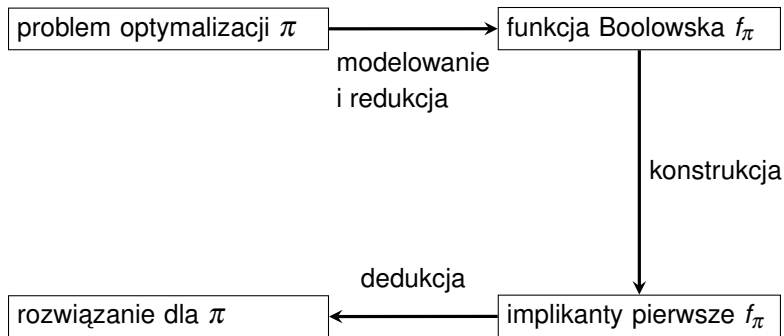 problem optymalizacji π
funkcja Boolowska f_π
modelowanie
i redukcja
konstrukcja
dedukcja
rozwiązanie dla π
implikanty pierwsze f_π